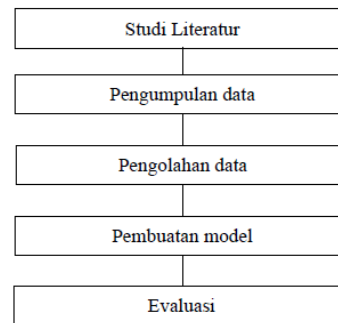 Studi Literatur
Pengumpulan data
Pengolahan data
Pembuatan model
Evaluasi